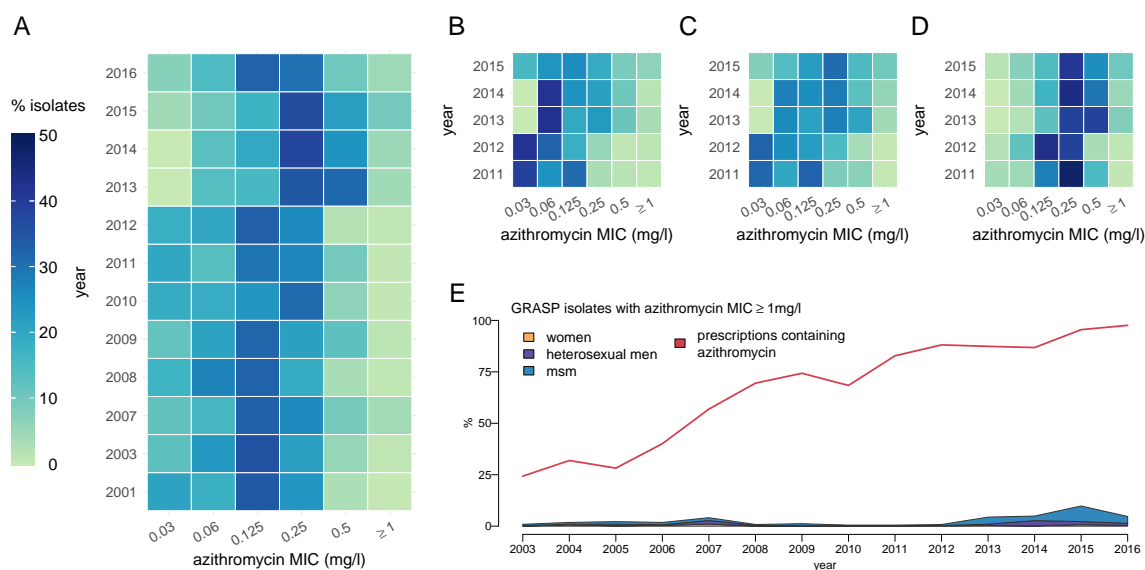 A
% isolates
50
40
30
20
10
0
year
2016
2015
2014
2013
2012
2011
2010
2009
2008
2007
2003
2001
0.03 0.06 0.125 0.25 0.5 ≥ 1
azithromycin MIC (mg/l)
B
year
2015
2014
2013
2012
2011
0.03 0.06 0.125 0.25 0.5 ≥ 1
azithromycin MIC (mg/l)
C
year
2015
2014
2013
2012
2011
0.03 0.06 0.125 0.25 0.5 ≥ 1
azithromycin MIC (mg/l)
D
year
2015
2014
2013
2012
2011
0.03 0.06 0.125 0.25 0.5 ≥ 1
azithromycin MIC (mg/l)
E
GRASP isolates with azithromycin MIC ≥ 1mg/l
women
heterosexual men
msm
prescriptions containing
azithromycin
%
100
75
50
25
0
2003 2004 2005 2006 2007 2008 2009 2010 2011 2012 2013 2014 2015 2016
year